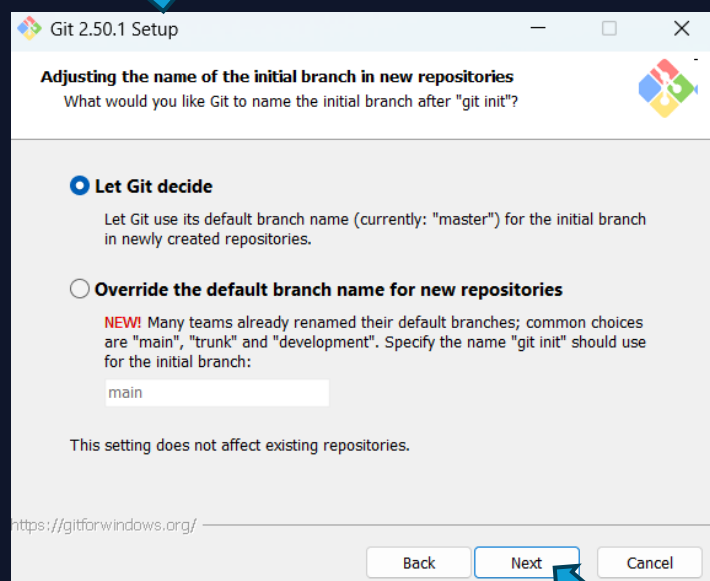 Git 2.50.1 Setup
Adjusting the name of the initial branch in new repositories
What would you like Git to name the initial branch after "git init"?
Let Git decide
Let Git use its default branch name (currently: "master") for the initial branch
in newly created repositories.
Override the default branch name for new repositories
NEW! Many teams already renamed their default branches; common choices
are "main", "trunk" and "development". Specify the name "git init" should use
for the initial branch:
main
This setting does not affect existing repositories.
https://gitforwindows.org/
Back
Next
Cancel